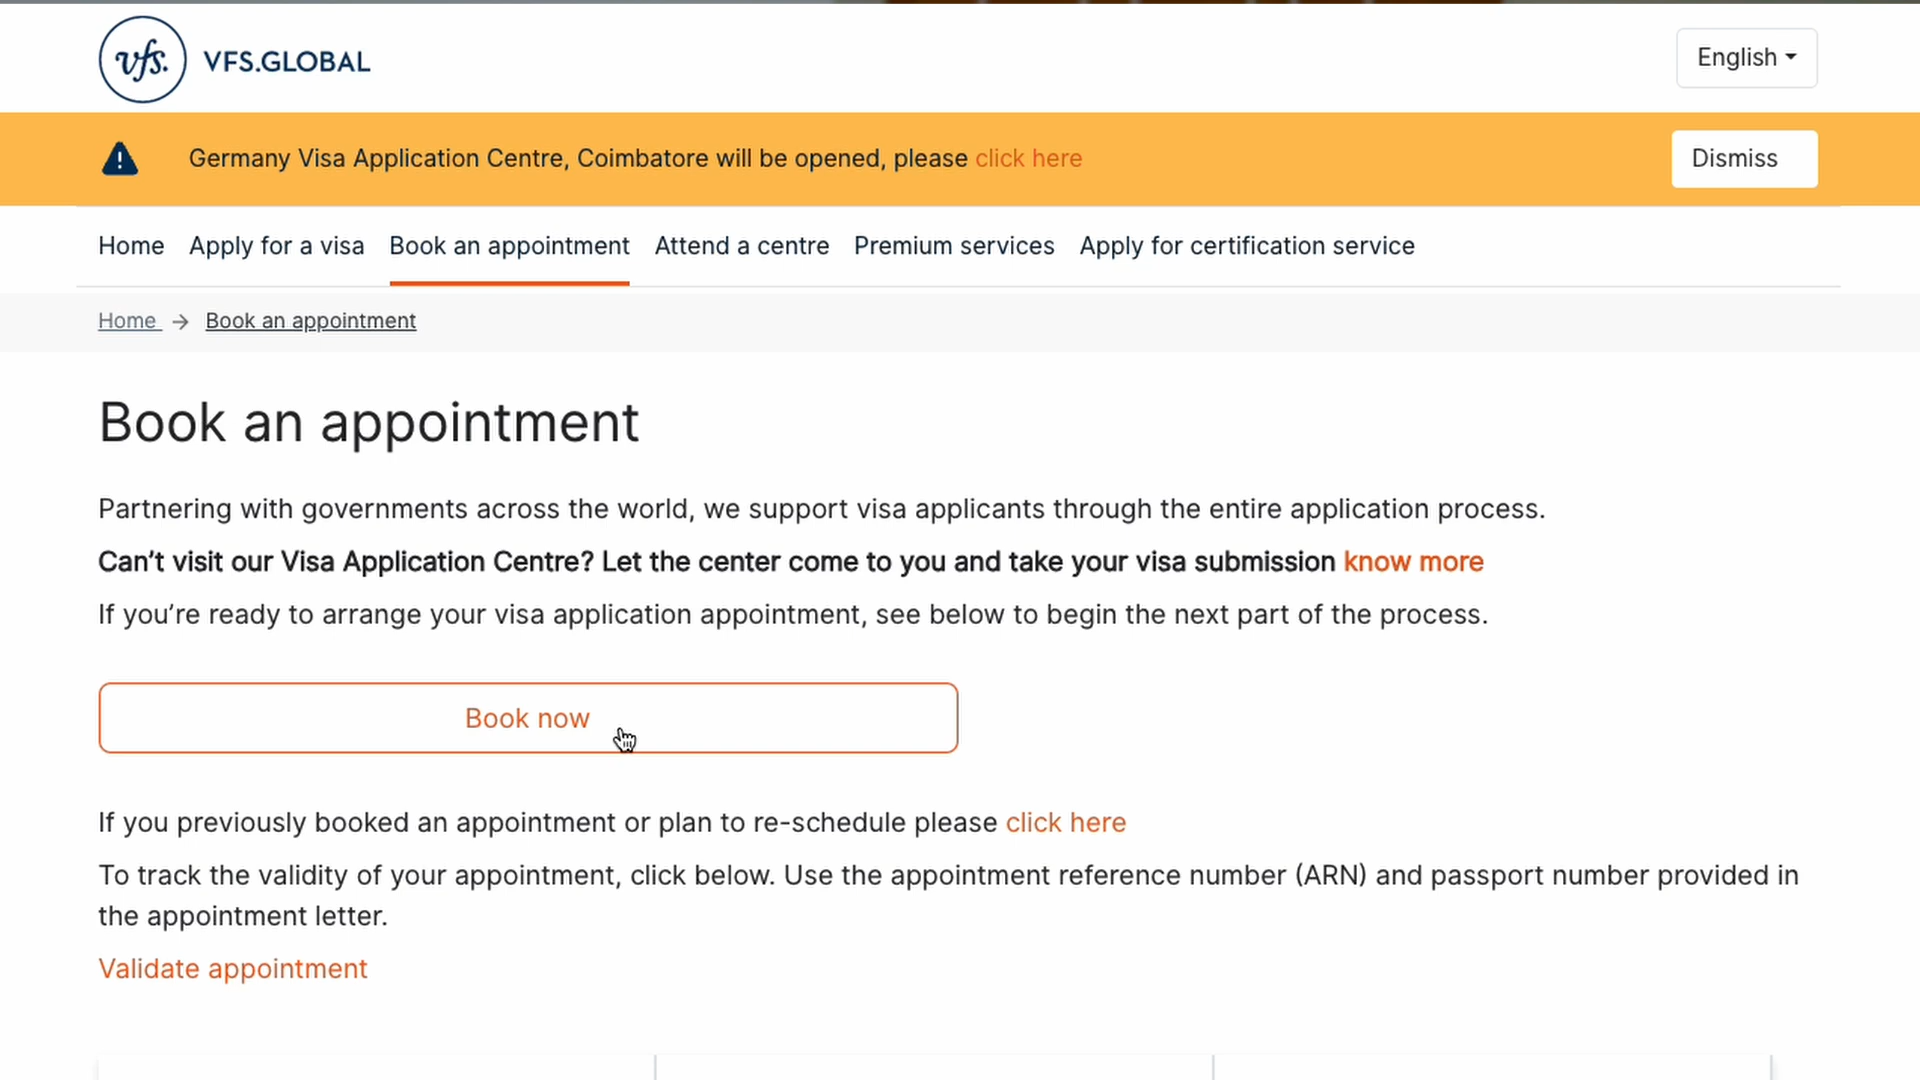 vfs. VFS.GLOBAL
English
Germany Visa Application Centre, Coimbatore will be opened, please click here
Dismiss
Home Apply for a visa Book an appointment Attend a centre Premium services Apply for certification service
Home → Book an appointment
Book an appointment
Partnering with governments across the world, we support visa applicants through the entire application process.
Can’t visit our Visa Application Centre? Let the center come to you and take your visa submission know more
If you’re ready to arrange your visa application appointment, see below to begin the next part of the process.
Book now
If you previously booked an appointment or plan to re-schedule please click here
To track the validity of your appointment, click below. Use the appointment reference number (ARN) and passport number provided in
the appointment letter.
Validate appointment